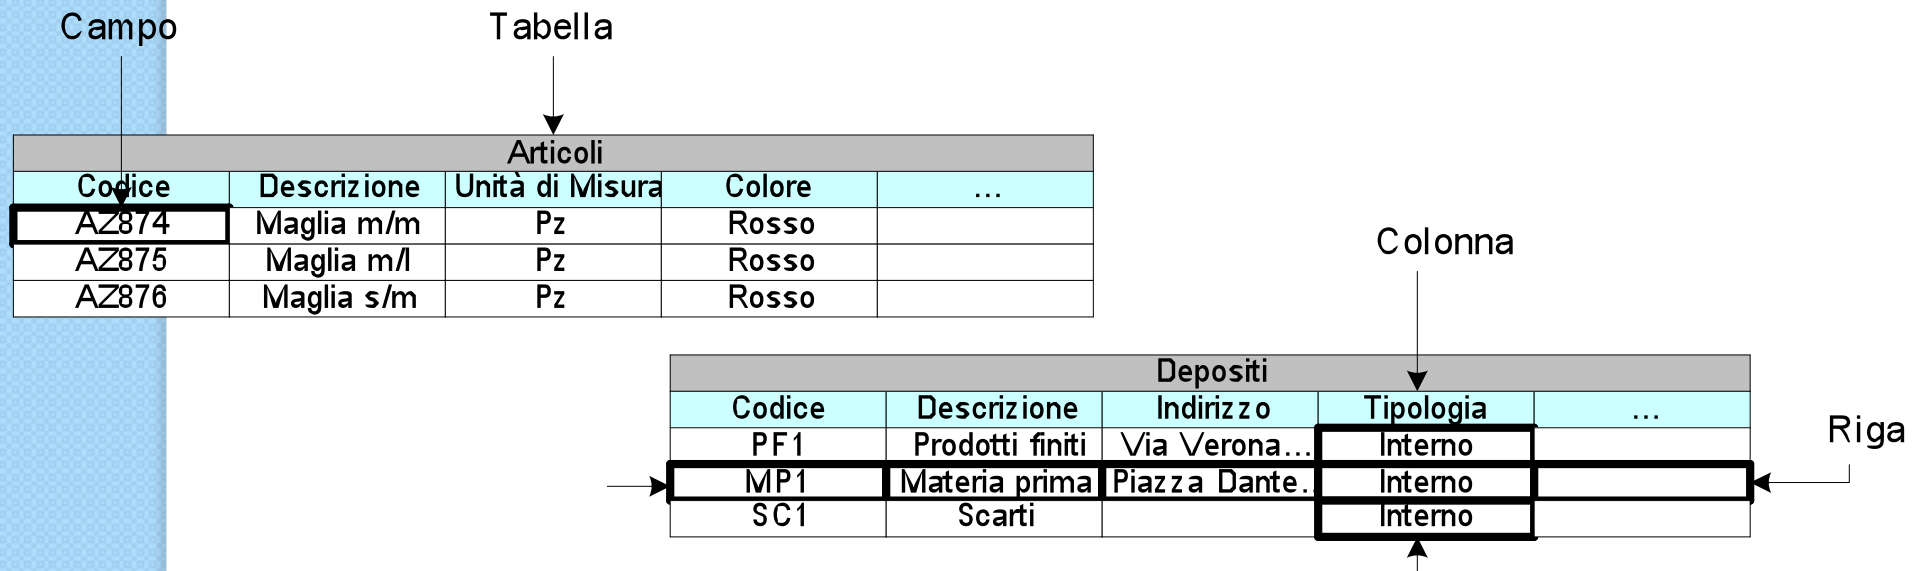 Campo Tabella
Articoli
Codice Descrizione Unità di Misura Colore ...
AZ874 Maglia m/m Pz Rosso
AZ875 Maglia m/l Pz Rosso
AZ876 Maglia s/m Pz Rosso
Colonna
Depositi
Codice Descrizione Indirizzo Tipologia ...
Riga
PF1 Prodotti finiti Via Verona... Interno
MP1 Materia prima Piazza Dante.. Interno
SC1 Scarti Interno